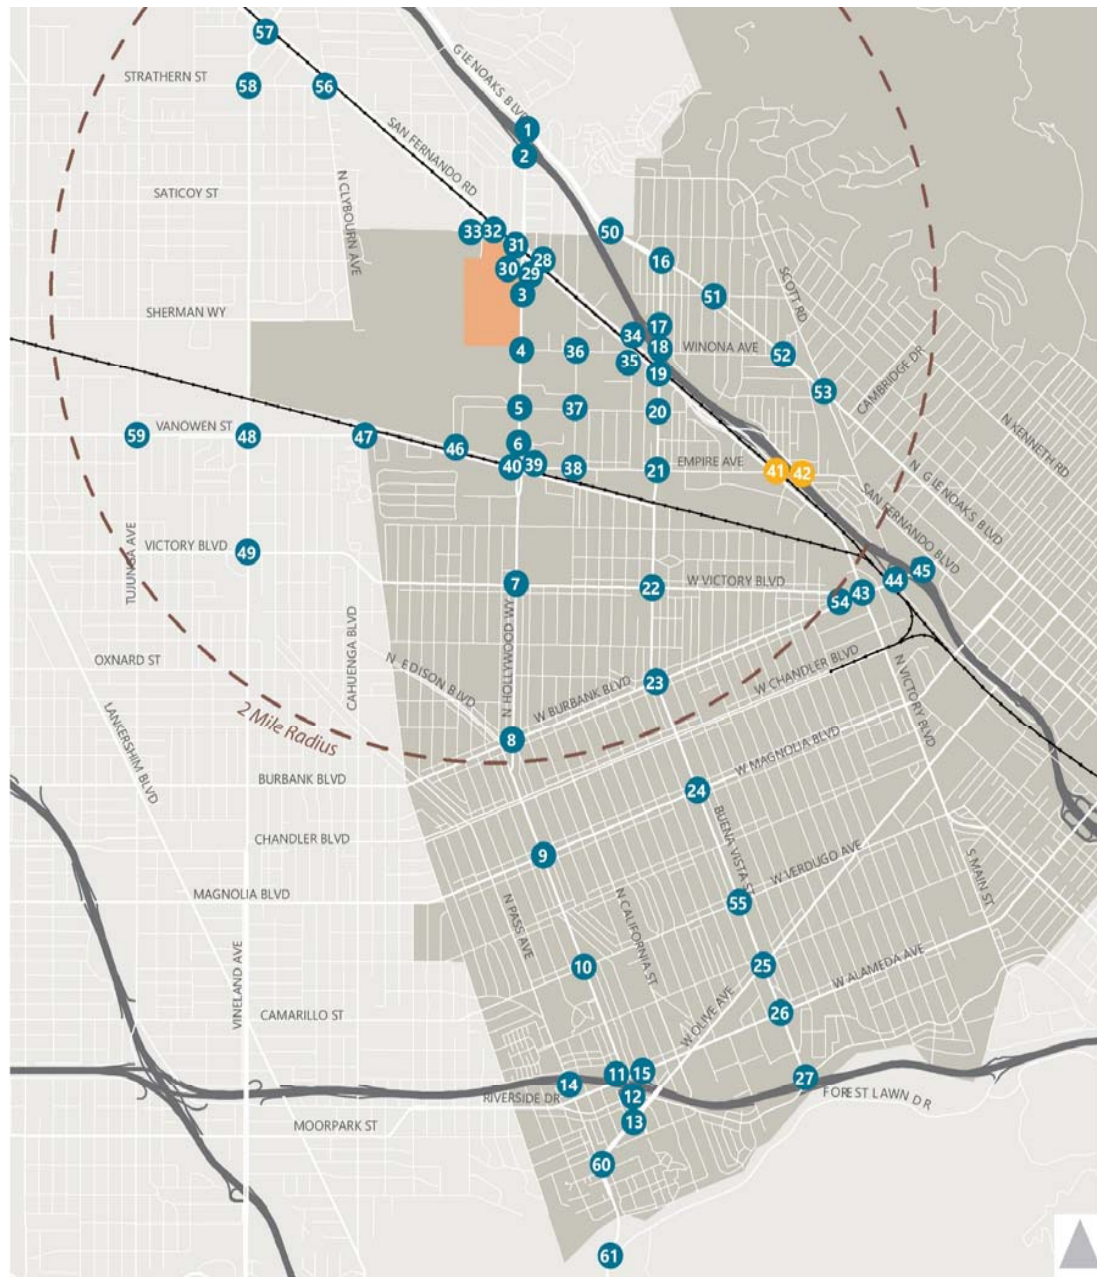 57
STRATHERN ST
58
56
GLENOAKS BLVD
1
2
SAN FERNANDO RD
SATICOY ST
N CLYBOURN AVE
33
32
31
50
30
28
29
16
SCOTT RD
3
51
SHERMAN WY
34
17
18
WINONA AVE
4
36
35
52
19
53
CAMBRIDGE DR
5
37
20
N KENNETH RD
VANOWEN ST
59
48
47
46
6
40
39
38
21
EMPIRE AVE
41
42
N GLENOAKS BLVD
SAN FERNANDO BLVD
TUJUNGA AVE
VICTORY BLVD
49
7
22
W VICTORY BLVD
54
43
44
45
OXNARD ST
CAHUENGA BLVD
N EDISON BLVD
N HOLLYWOOD WY
W BURBANK BLVD
23
W CHANDLER BLVD
N VICTORY BLVD
LANKERSHIM BLVD
2 Mile Radius
8
W MAGNOLIA BLVD
BURBANK BLVD
24
BUENA VISTA ST
CHANDLER BLVD
9
W VERDUGO AVE
S MAIN ST
MAGNOLIA BLVD
N PASS AVE
N CALIFORNIA ST
55
VINELAND AVE
10
25
W ALAMEDA AVE
CAMARILLO ST
W OLIVE AVE
26
14
11
15
27
RIVERSIDE DR
12
FOREST LAWN DR
MOORPARK ST
13
60
61